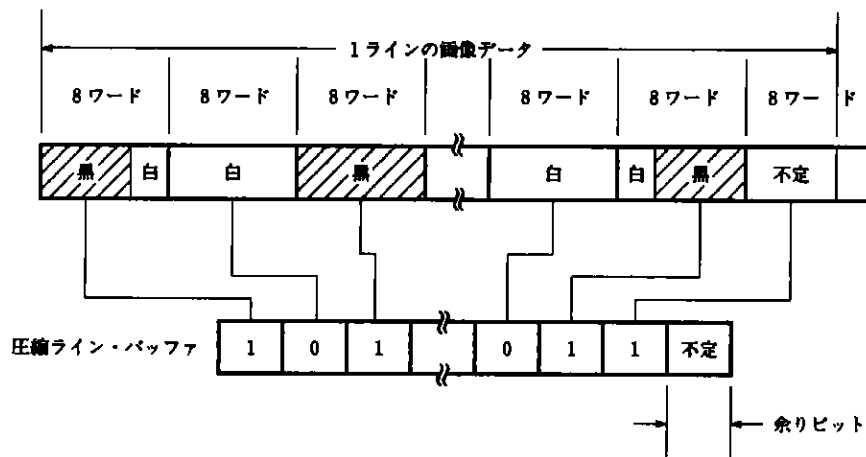 1ラインの画像データ
8ワード 8ワード 8ワード 8ワード 8ワード 8ワード
黒 白 白 黒 白 白 黒 不定
圧縮ライン・バッファ 1 0 1 0 1 1 不定
余りビット